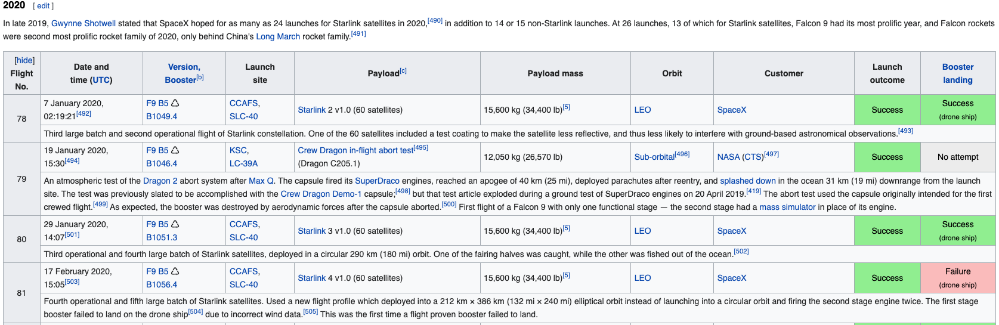 2020 [ edit ]
In late 2019, Gwynne Shotwell stated that SpaceX hoped for as many as 24 launches for Starlink satellites in 2020,[490] in addition to 14 or 15 non-Starlink launches. At 26 launches, 13 of which for Starlink satellites, Falcon 9 had its most prolific year, and Falcon rockets
were second most prolific rocket family of 2020, only behind China's Long March rocket family.[491]
[hide]
Flight
No.
Date and
time (UTC)
Version,
Booster[b]
Launch
site
Payload[c]
Payload mass
Orbit
Customer
Launch
outcome
Booster
landing
78
7 January 2020,
02:19:21[492]
F9 B5 ♺
B1049.4
CCAFS,
SLC-40
Starlink 2 v1.0 (60 satellites)
15,600 kg (34,400 lb)[5]
LEO
SpaceX
Success
Success
(drone ship)
Third large batch and second operational flight of Starlink constellation. One of the 60 satellites included a test coating to make the satellite less reflective, and thus less likely to interfere with ground-based astronomical observations.[493]
79
19 January 2020,
15:30[494]
F9 B5 ♺
B1046.4
KSC,
LC-39A
Crew Dragon in-flight abort test[495]
(Dragon C205.1)
12,050 kg (26,570 lb)
Sub-orbital[496]
NASA (CTS)[497]
Success
No attempt
An atmospheric test of the Dragon 2 abort system after Max Q. The capsule fired its SuperDraco engines, reached an apogee of 40 km (25 mi), deployed parachutes after reentry, and splashed down in the ocean 31 km (19 mi) downrange from the launch
site. The test was previously slated to be accomplished with the Crew Dragon Demo-1 capsule;[498] but that test article exploded during a ground test of SuperDraco engines on 20 April 2019.[419] The abort test used the capsule originally intended for the first
crewed flight.[499] As expected, the booster was destroyed by aerodynamic forces after the capsule aborted.[500] First flight of a Falcon 9 with only one functional stage — the second stage had a mass simulator in place of its engine.
80
29 January 2020,
14:07[501]
F9 B5 ♺
B1051.3
CCAFS,
SLC-40
Starlink 3 v1.0 (60 satellites)
15,600 kg (34,400 lb)[5]
LEO
SpaceX
Success
Success
(drone ship)
Third operational and fourth large batch of Starlink satellites, deployed in a circular 290 km (180 mi) orbit. One of the fairing halves was caught, while the other was fished out of the ocean.[502]
81
17 February 2020,
15:05[503]
F9 B5 ♺
B1056.4
CCAFS,
SLC-40
Starlink 4 v1.0 (60 satellites)
15,600 kg (34,400 lb)[5]
LEO
SpaceX
Success
Failure
(drone ship)
Fourth operational and fifth large batch of Starlink satellites. Used a new flight profile which deployed into a 212 km × 386 km (132 mi × 240 mi) elliptical orbit instead of launching into a circular orbit and firing the second stage engine twice. The first stage
booster failed to land on the drone ship[504] due to incorrect wind data.[505] This was the first time a flight proven booster failed to land.